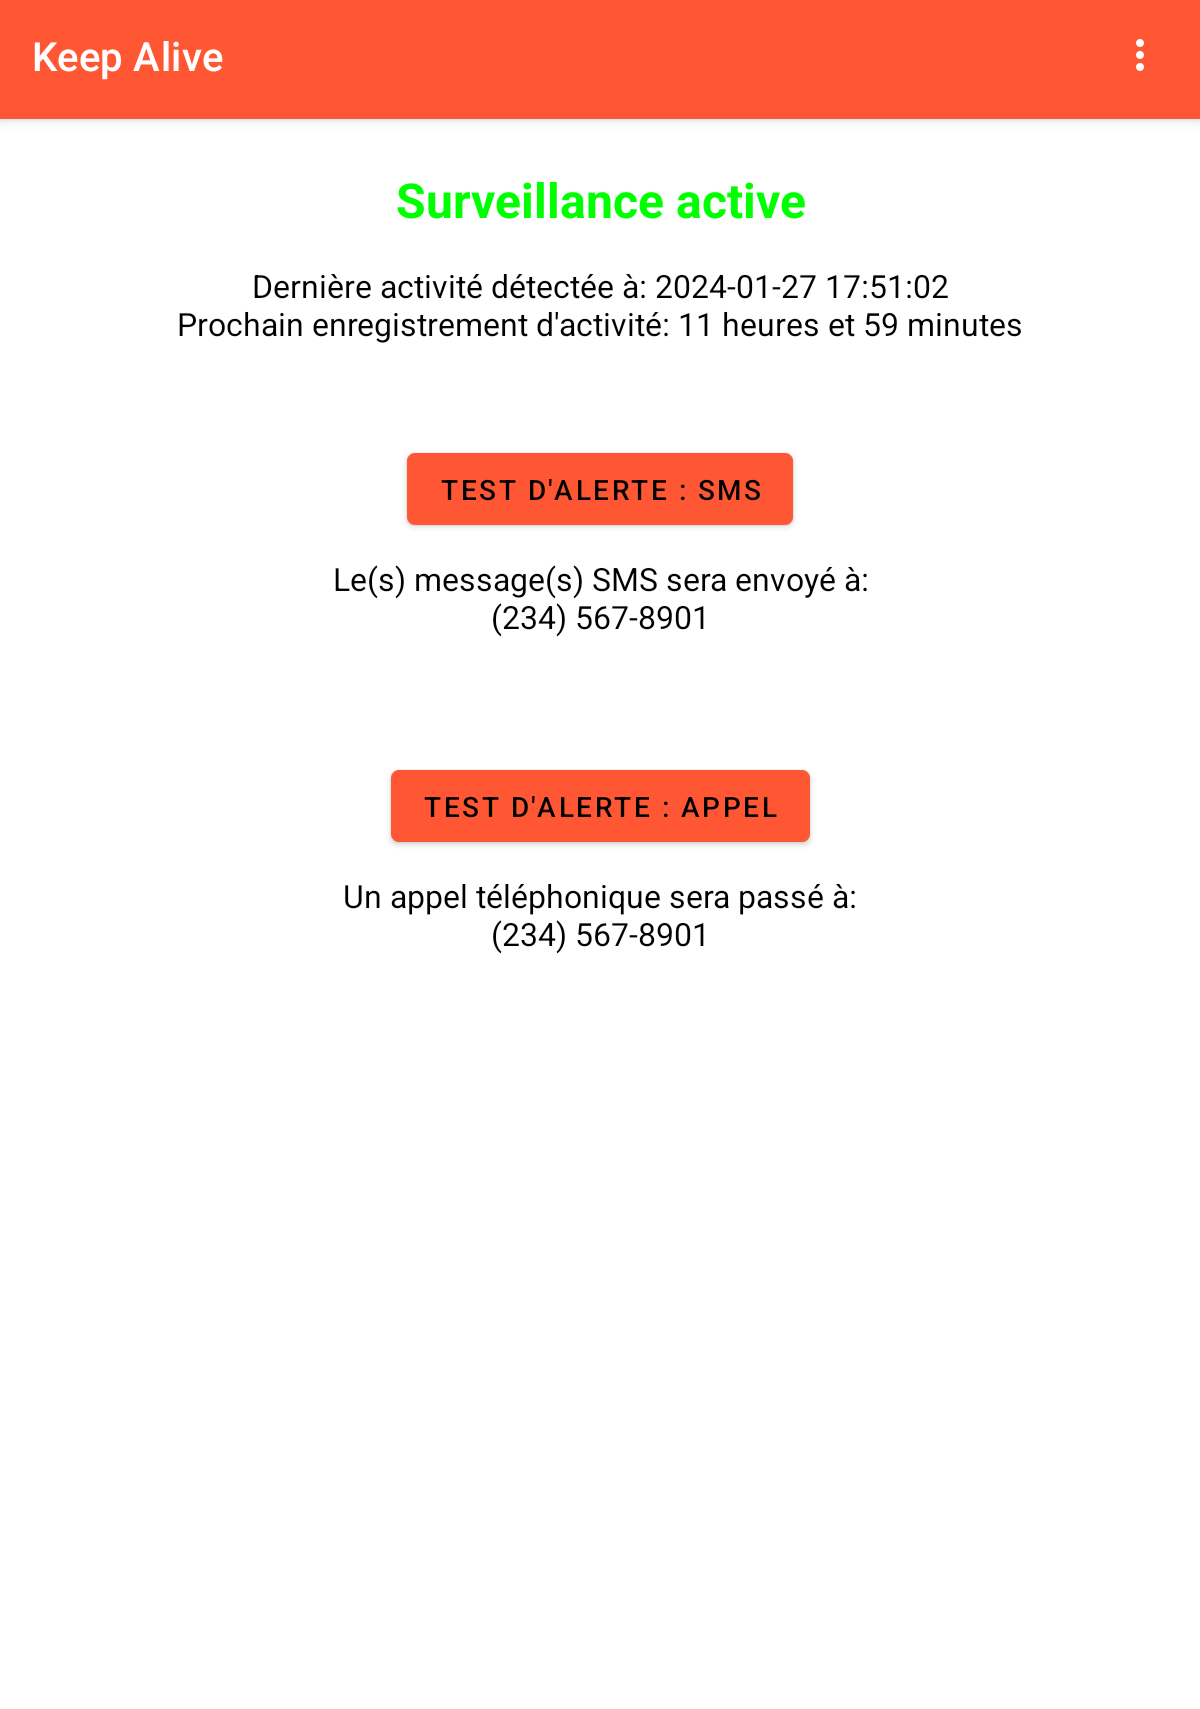 Keep Alive
Surveillance active
Dernière activité détectée à: 2024-01-27 17:51:02
Prochain enregistrement d'activité: 11 heures et 59 minutes
TEST D'ALERTE : SMS
Le(s) message(s) SMS sera envoyé à:
(234) 567-8901
TEST D'ALERTE : APPEL
Un appel téléphonique sera passé à:
(234) 567-8901